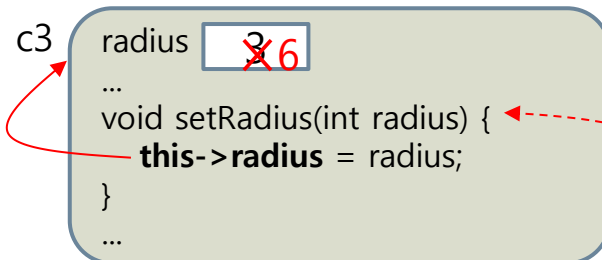 c3
radius 3 6
...
void setRadius(int radius) {
this->radius = radius;
}
...